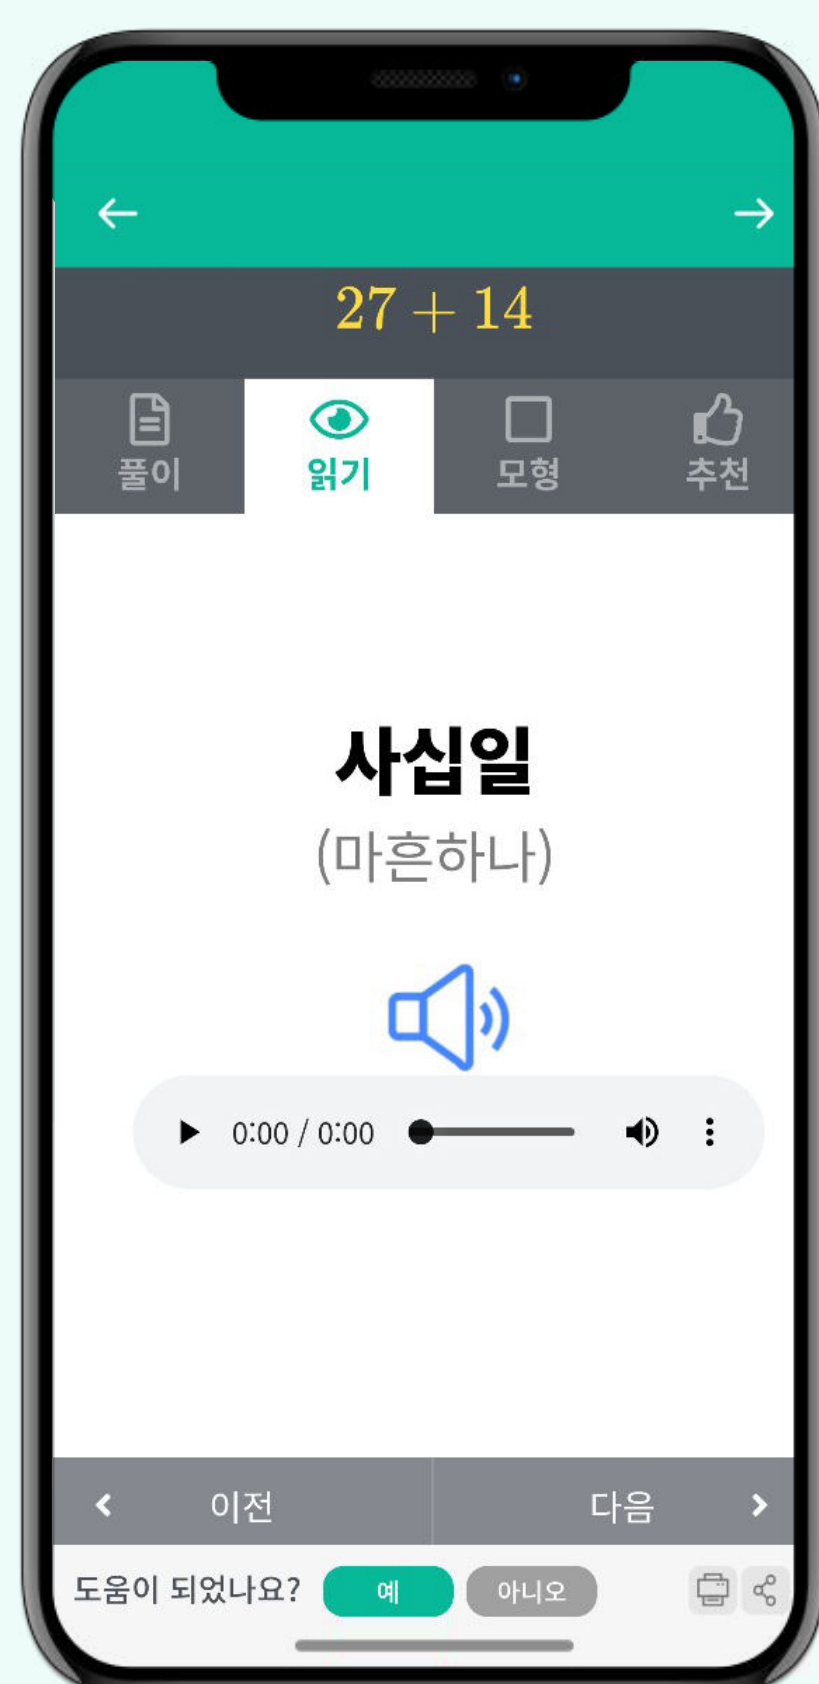 27 + 14
풀이 읽기 모형 추천
사십일
(마흔하나)
0:00 / 0:00
이전 다음
도움이 되었나요? 예 아니오